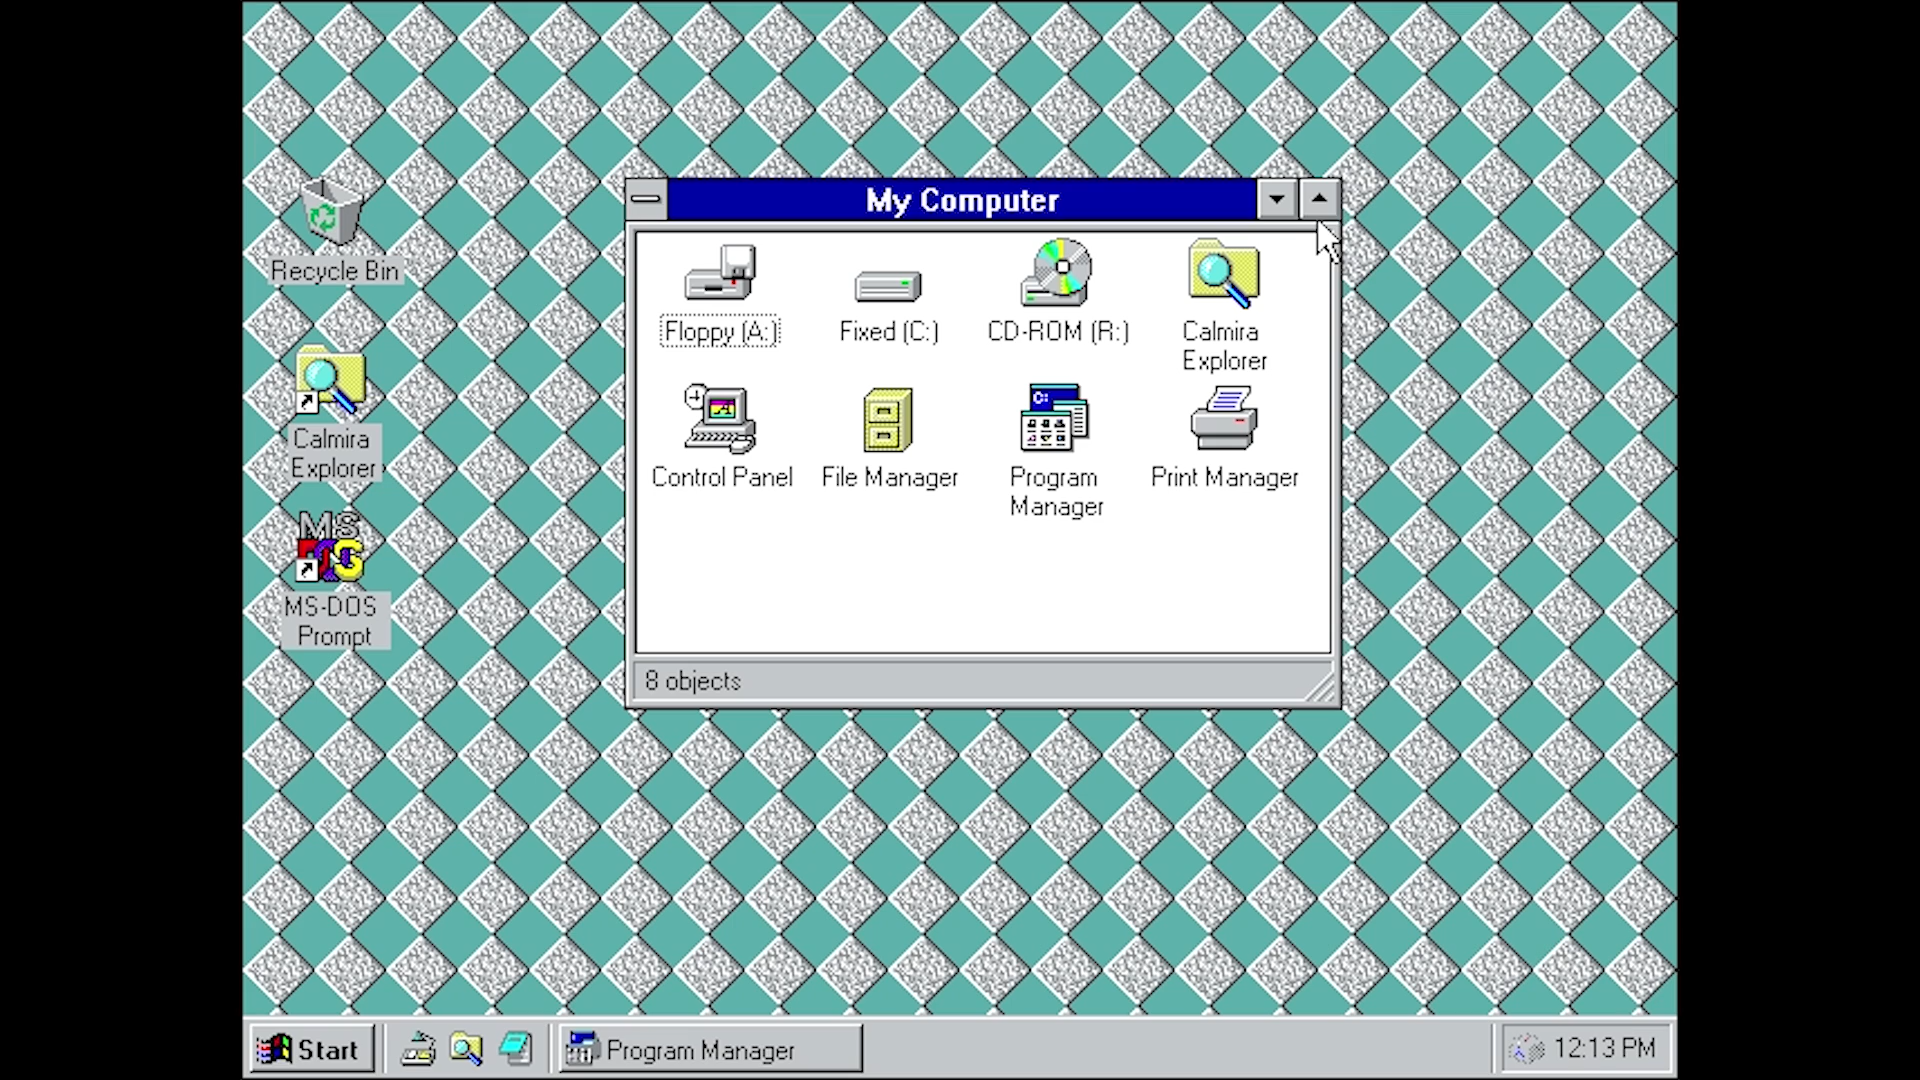 My Computer
Recycle Bin
Floppy (A:)
Fixed (C:)
CD-ROM (R:)
Calmira
Explorer
Calmira
Explorer
C:
Control Panel
File Manager
Program
Manager
Print Manager
MS
DOS
MS-DOS
Prompt
8 objects
Start
Program Manager
12:13 PM